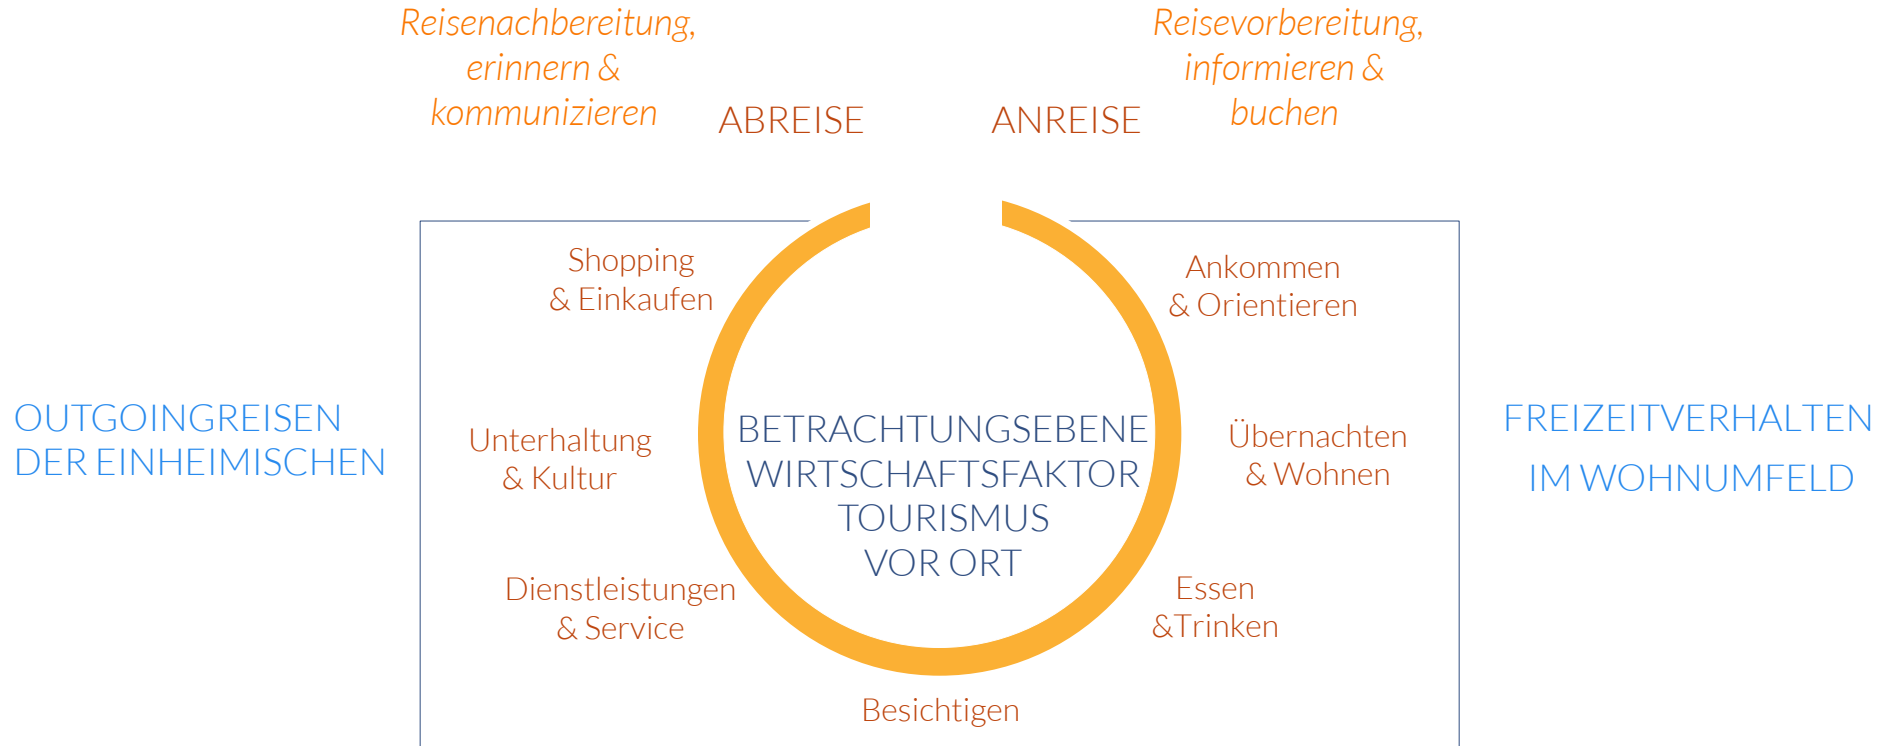 Reisenachbereitung,
erinnern &
kommunizieren
Reisevorbereitung,
informieren &
buchen
ABREISE
ANREISE
Shopping
& Einkaufen
Ankommen
& Orientieren
OUTGOINGREISEN
DER EINHEIMISCHEN
Unterhaltung
& Kultur
BETRACHTUNGSEBENE
WIRTSCHAFTSFAKTOR
TOURISMUS
VOR ORT
Übernachten
& Wohnen
FREIZEITVERHALTEN
IM WOHNUMFELD
Dienstleistungen
& Service
Essen
&Trinken
Besichtigen